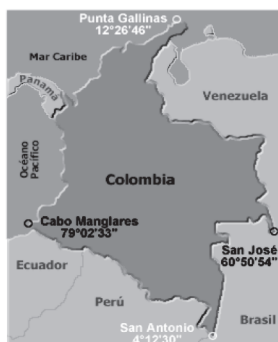 Punta Gallinas
12°26'46"
Mar Caribe
Panamá
Venezuela
Océano
Pacífico
Colombia
Cabo Manglares
79°02'33"
San José
60°50'54"
Ecuador
Perú
San Antonio
4°12'30"
Brasil